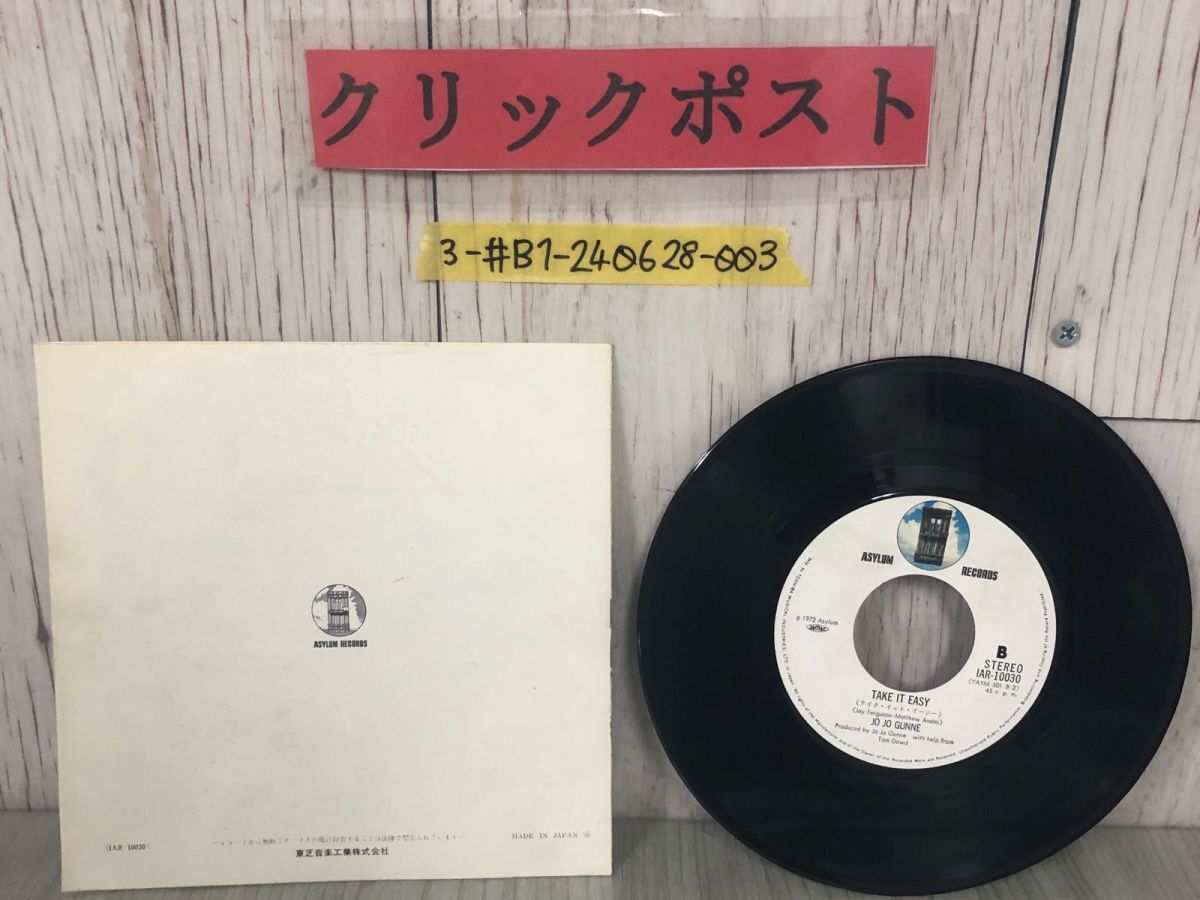 クリックポスト
3-#B1-240628-003
ASYLUM RECORDS
(IAR-10030)
MADE IN JAPAN
東芝音楽工業株式会社
ASYLUM RECORDS
p 1972 Asylum
B
STEREO
IAR-10030
(YAYM 501 B-2)
45 r. p. m.
TAKE IT EASY
(テイク・イット・イージー)
(Jay Ferguson-Matthew Andes)
JO JO GUNNE
Produced by Jo Jo Gunne with help from
Tom Dowd